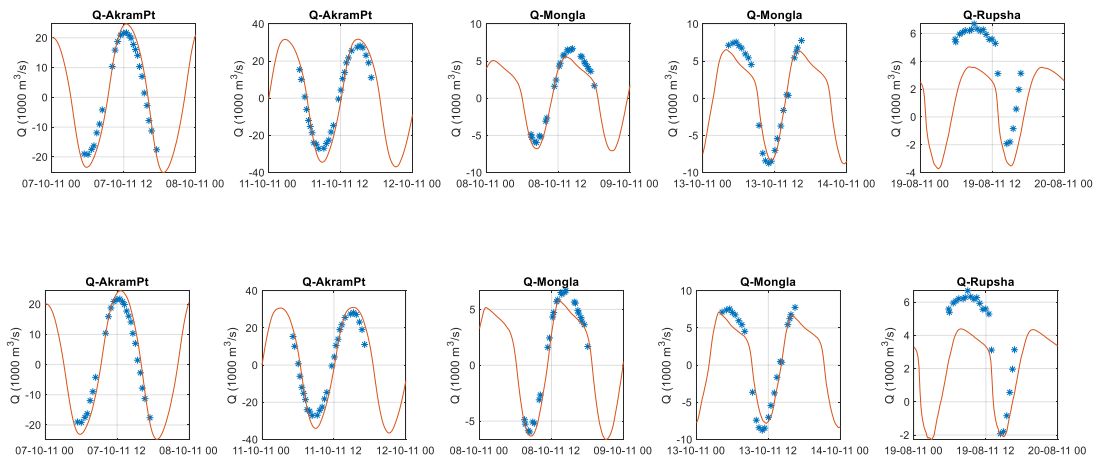 Q-AkramPt Q-AkramPt Q-Mongla Q-Mongla Q-Rupsha
Q (1000 m³/s) Q (1000 m³/s) Q (1000 m³/s) Q (1000 m³/s) Q (1000 m³/s)
20 40 10 10 6
10 20 5 5 4
0 0 0 0 2
-10 -20 -5 -5 0
-20 -40 -10 -10 -2
-4
07-10-11 00 07-10-11 12 08-10-11 00 11-10-11 00 11-10-11 12 12-10-11 00 08-10-11 00 08-10-11 12 09-10-11 00 13-10-11 00 13-10-11 12 14-10-11 00 19-08-11 00 19-08-11 12 20-08-11 00
Q-AkramPt Q-AkramPt Q-Mongla Q-Mongla Q-Rupsha
Q (1000 m³/s) Q (1000 m³/s) Q (1000 m³/s) Q (1000 m³/s) Q (1000 m³/s)
20 40 5 10 6
10 20 0 5 4
0 0 -5 0 2
-10 -20 -5 0
-20 -40 -10 -2
07-10-11 00 07-10-11 12 08-10-11 00 11-10-11 00 11-10-11 12 12-10-11 00 08-10-11 00 08-10-11 12 09-10-11 00 13-10-11 00 13-10-11 12 14-10-11 00 19-08-11 00 19-08-11 12 20-08-11 00